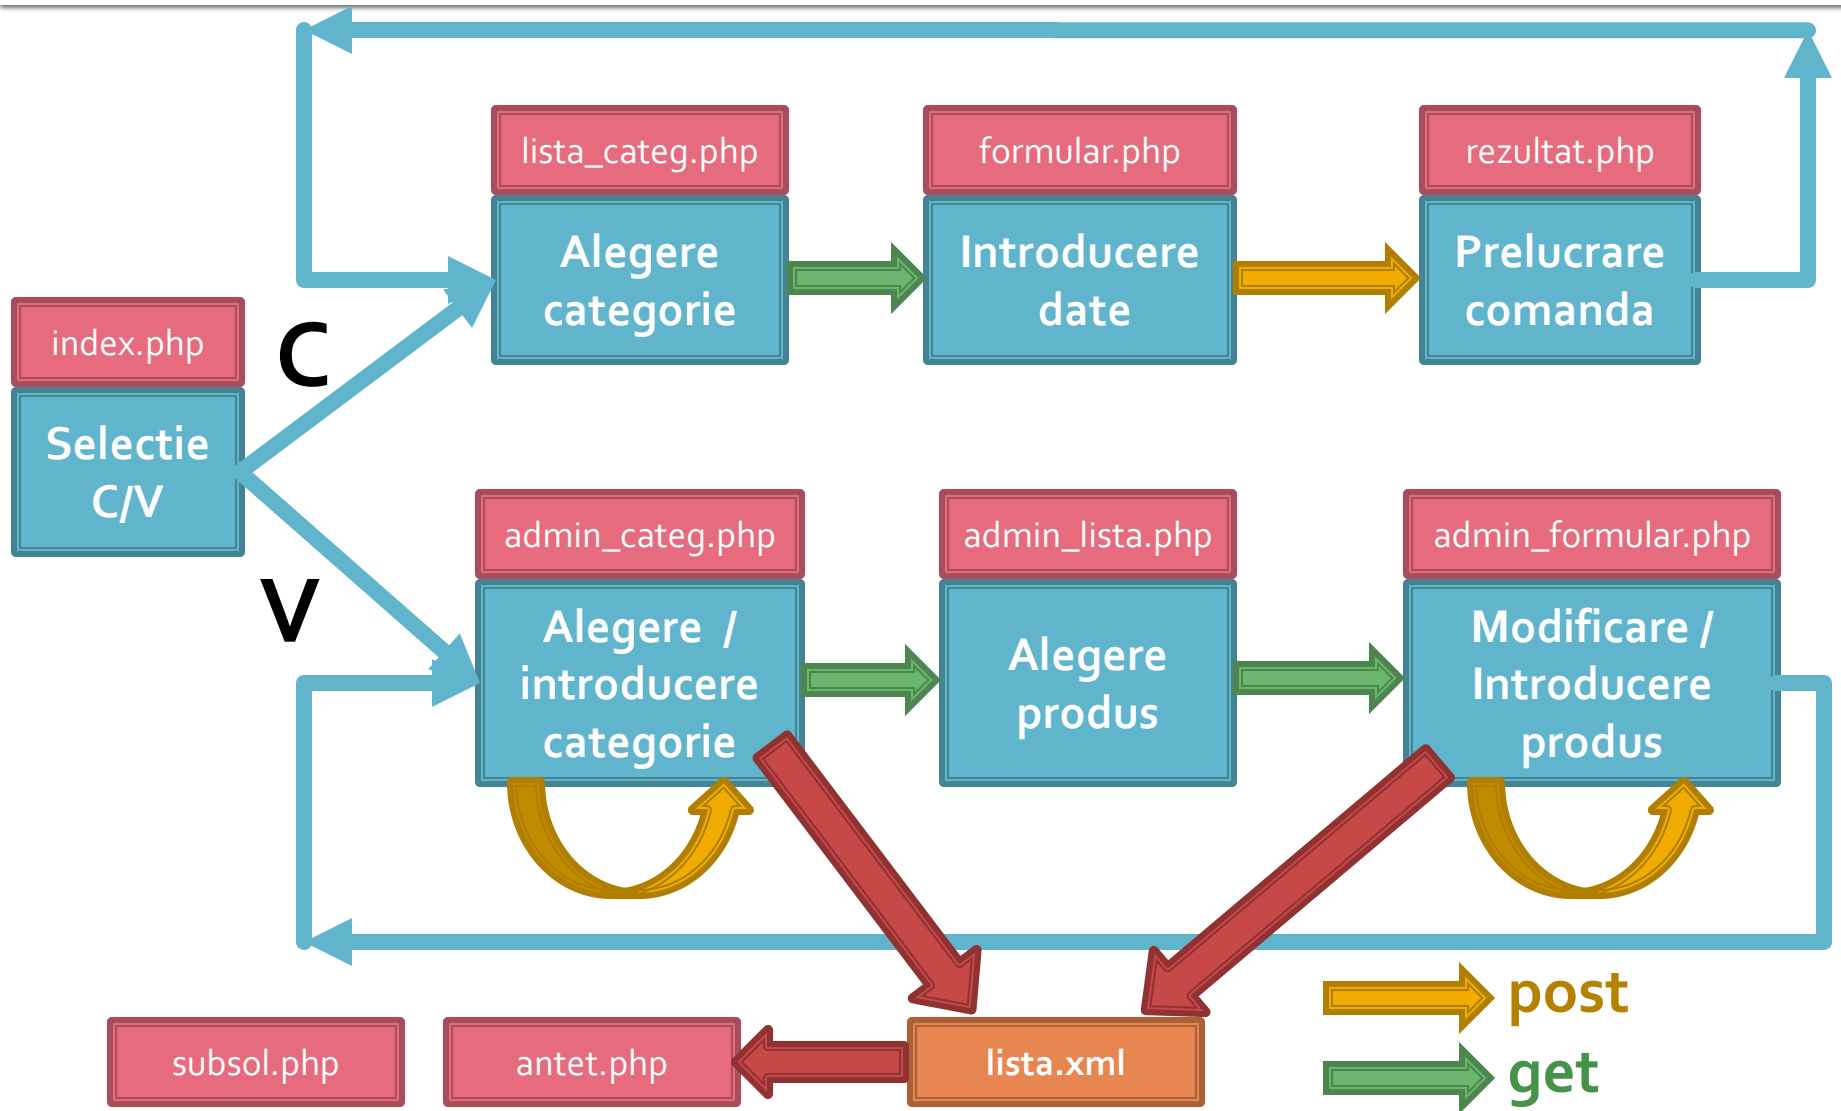 lista_categ.php
formular.php
rezultat.php
Alegere
categorie
Introducere
date
Prelucrare
comanda
index.php
C
Selectie
C/V
V
admin_categ.php
admin_lista.php
admin_formular.php
Alegere /
introducere
categorie
Alegere
produs
Modificare /
Introducere
produs
post
get
subsol.php
antet.php
lista.xml